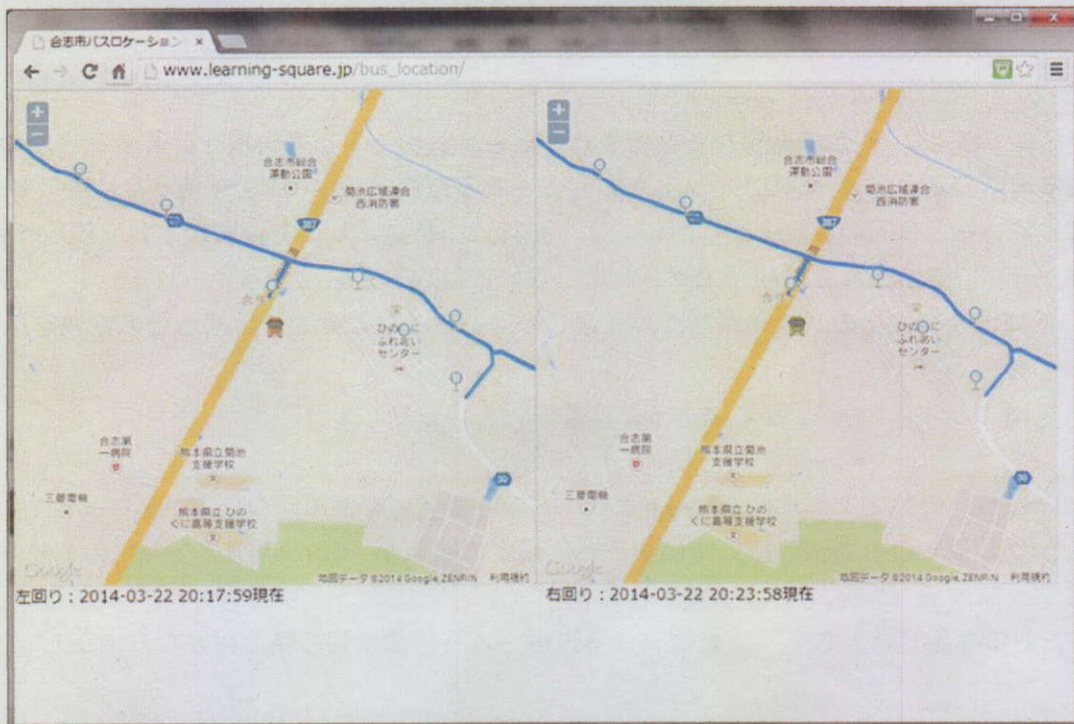 合志市バスロケーション
www.learning-square.jp/bus_location/
合志市総合
運動公園
菊池広域連合
西消防署
387
ひのくに
ふれあい
センター
合志第
一病院
熊本県立菊池
支援学校
三菱電機
熊本県立 ひの
くに高等支援学校
30
Google
地図データ ©2014 Google, ZENRIN
利用規約
合志市総合
運動公園
菊池広域連合
西消防署
387
ふれあい
センター
合志第
一病院
熊本県立菊池
支援学校
三菱電機
熊本県立 ひの
くに高等支援学校
30
Google
地図データ ©2014 Google, ZENRIN
利用規約
左回り：2014-03-22 20:17:59現在
右回り：2014-03-22 20:23:58現在